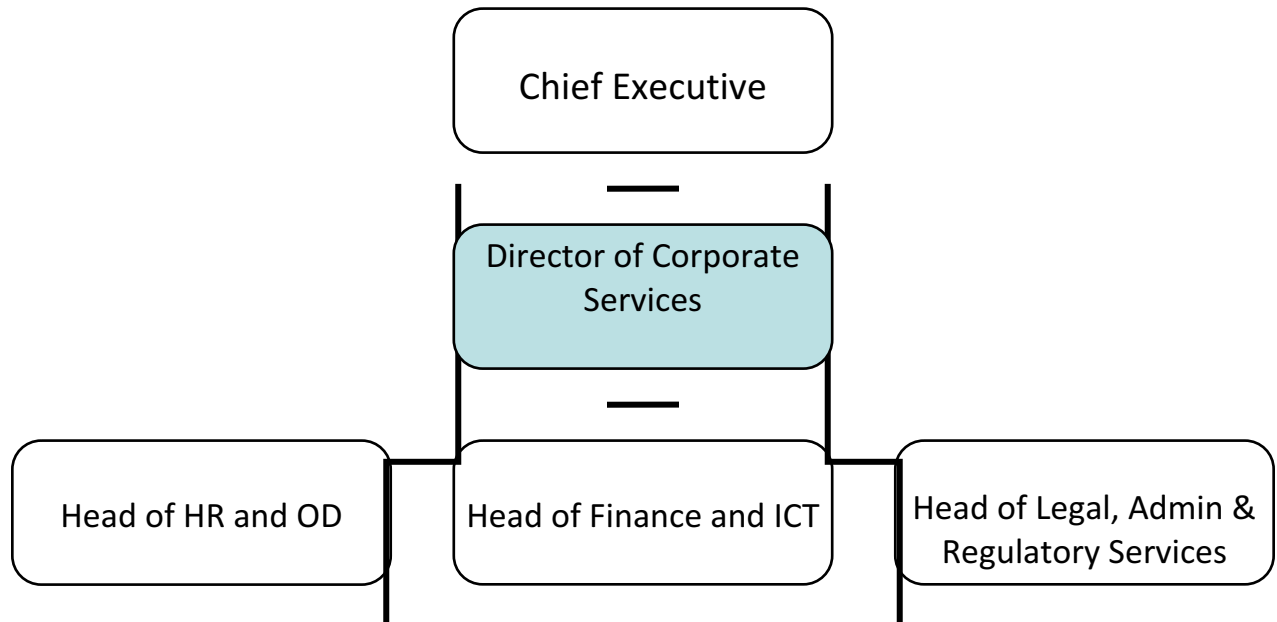 Chief Executive
Director of Corporate
Services
Head of HR and OD
Head of Finance and ICT
Head of Legal, Admin &
Regulatory Services